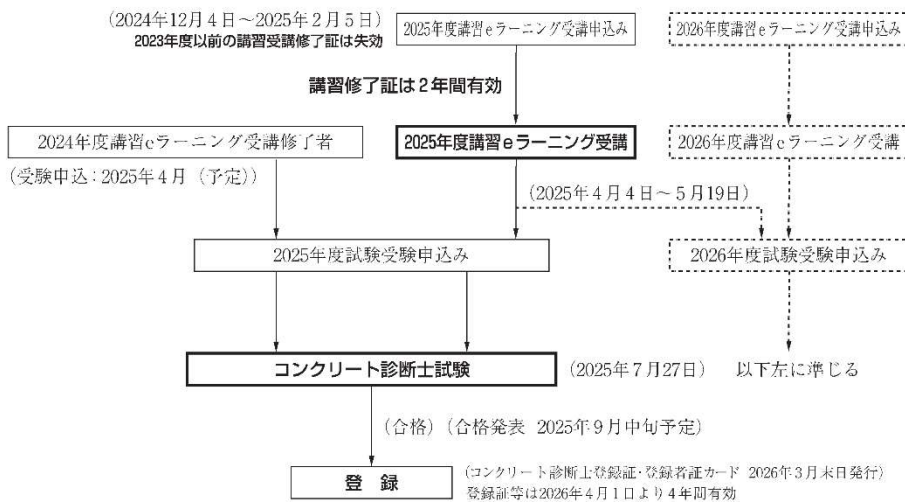 (2024年12月4日～2025年2月5日)
2023年度以前の講習受講修了証は失効
2025年度講習eラーニング受講申込み
2026年度講習eラーニング受講申込み
講習修了証は2年間有効
2024年度講習eラーニング受講修了者
2025年度講習eラーニング受講
2026年度講習eラーニング受講
(受験申込：2025年4月(予定))
(2025年4月4日～5月19日)
2025年度試験受験申込み
2026年度試験受験申込み
コンクリート診断士試験
(2025年7月27日)
以下左に準じる
(合格)(合格発表 2025年9月中旬予定)
登 録
(コンクリート診断士登録証・登録者証カード 2026年3月末日発行)
登録証等は2026年4月1日より4年間有効